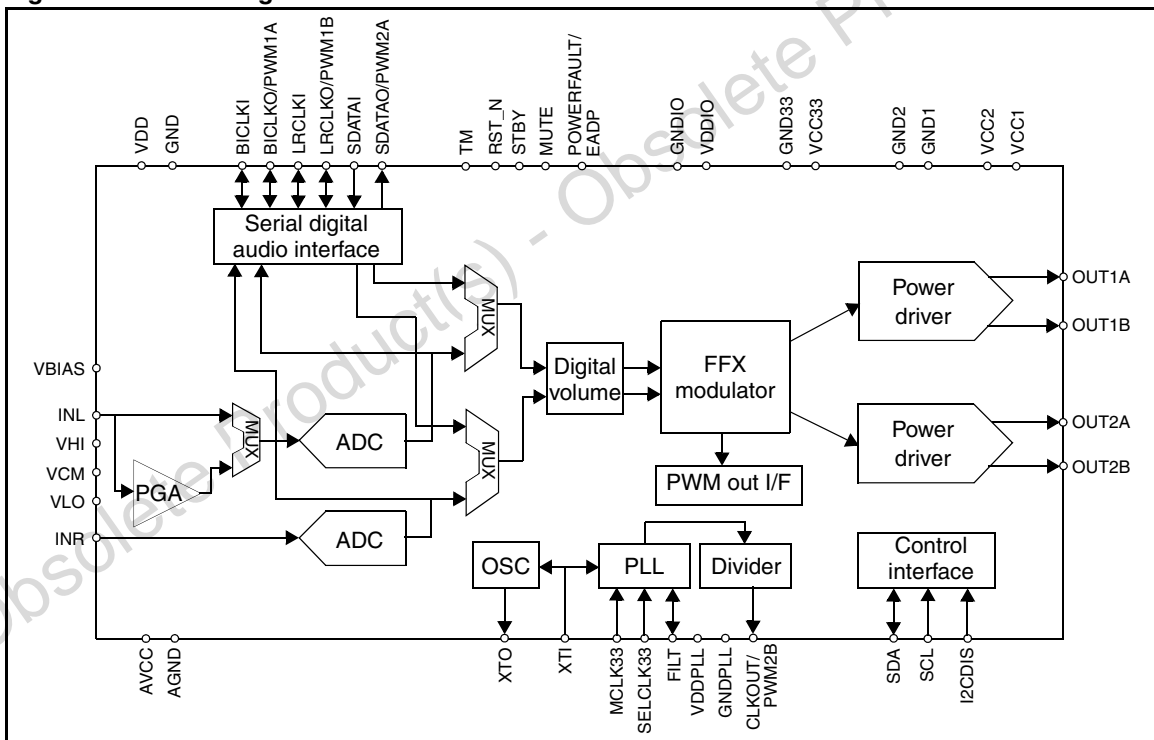 POWERFAULT/
EADP
BICLKI
BICLKO/PWM1A
LRCLKI
LRCLKO/PWM1B
SDATAI
SDATAO/PWM2A
VDD
GND
TM
RST_N
STBY
MUTE
GNDIO
VDDIO
GND33
VCC33
GND2
GND1
VCC2
VCC1
Serial digital
audio interface
MUX
Power
driver
OUT1A
OUT1B
Digital
volume
FFX
modulator
VBIAS
INL
VHI
VCM
VLO
INR
MUX
PGA
ADC
MUX
Power
driver
OUT2A
OUT2B
PWM out I/F
ADC
OSC
PLL
Divider
Control
interface
AVCC
AGND
XTO
XTI
MCLK33
SELCLK33
FILT
VDDPLL
GNDPLL
CLKOUT/
PWM2B
SDA
SCL
I2CDIS
Obsolete Product(s) - Obsolete Pr